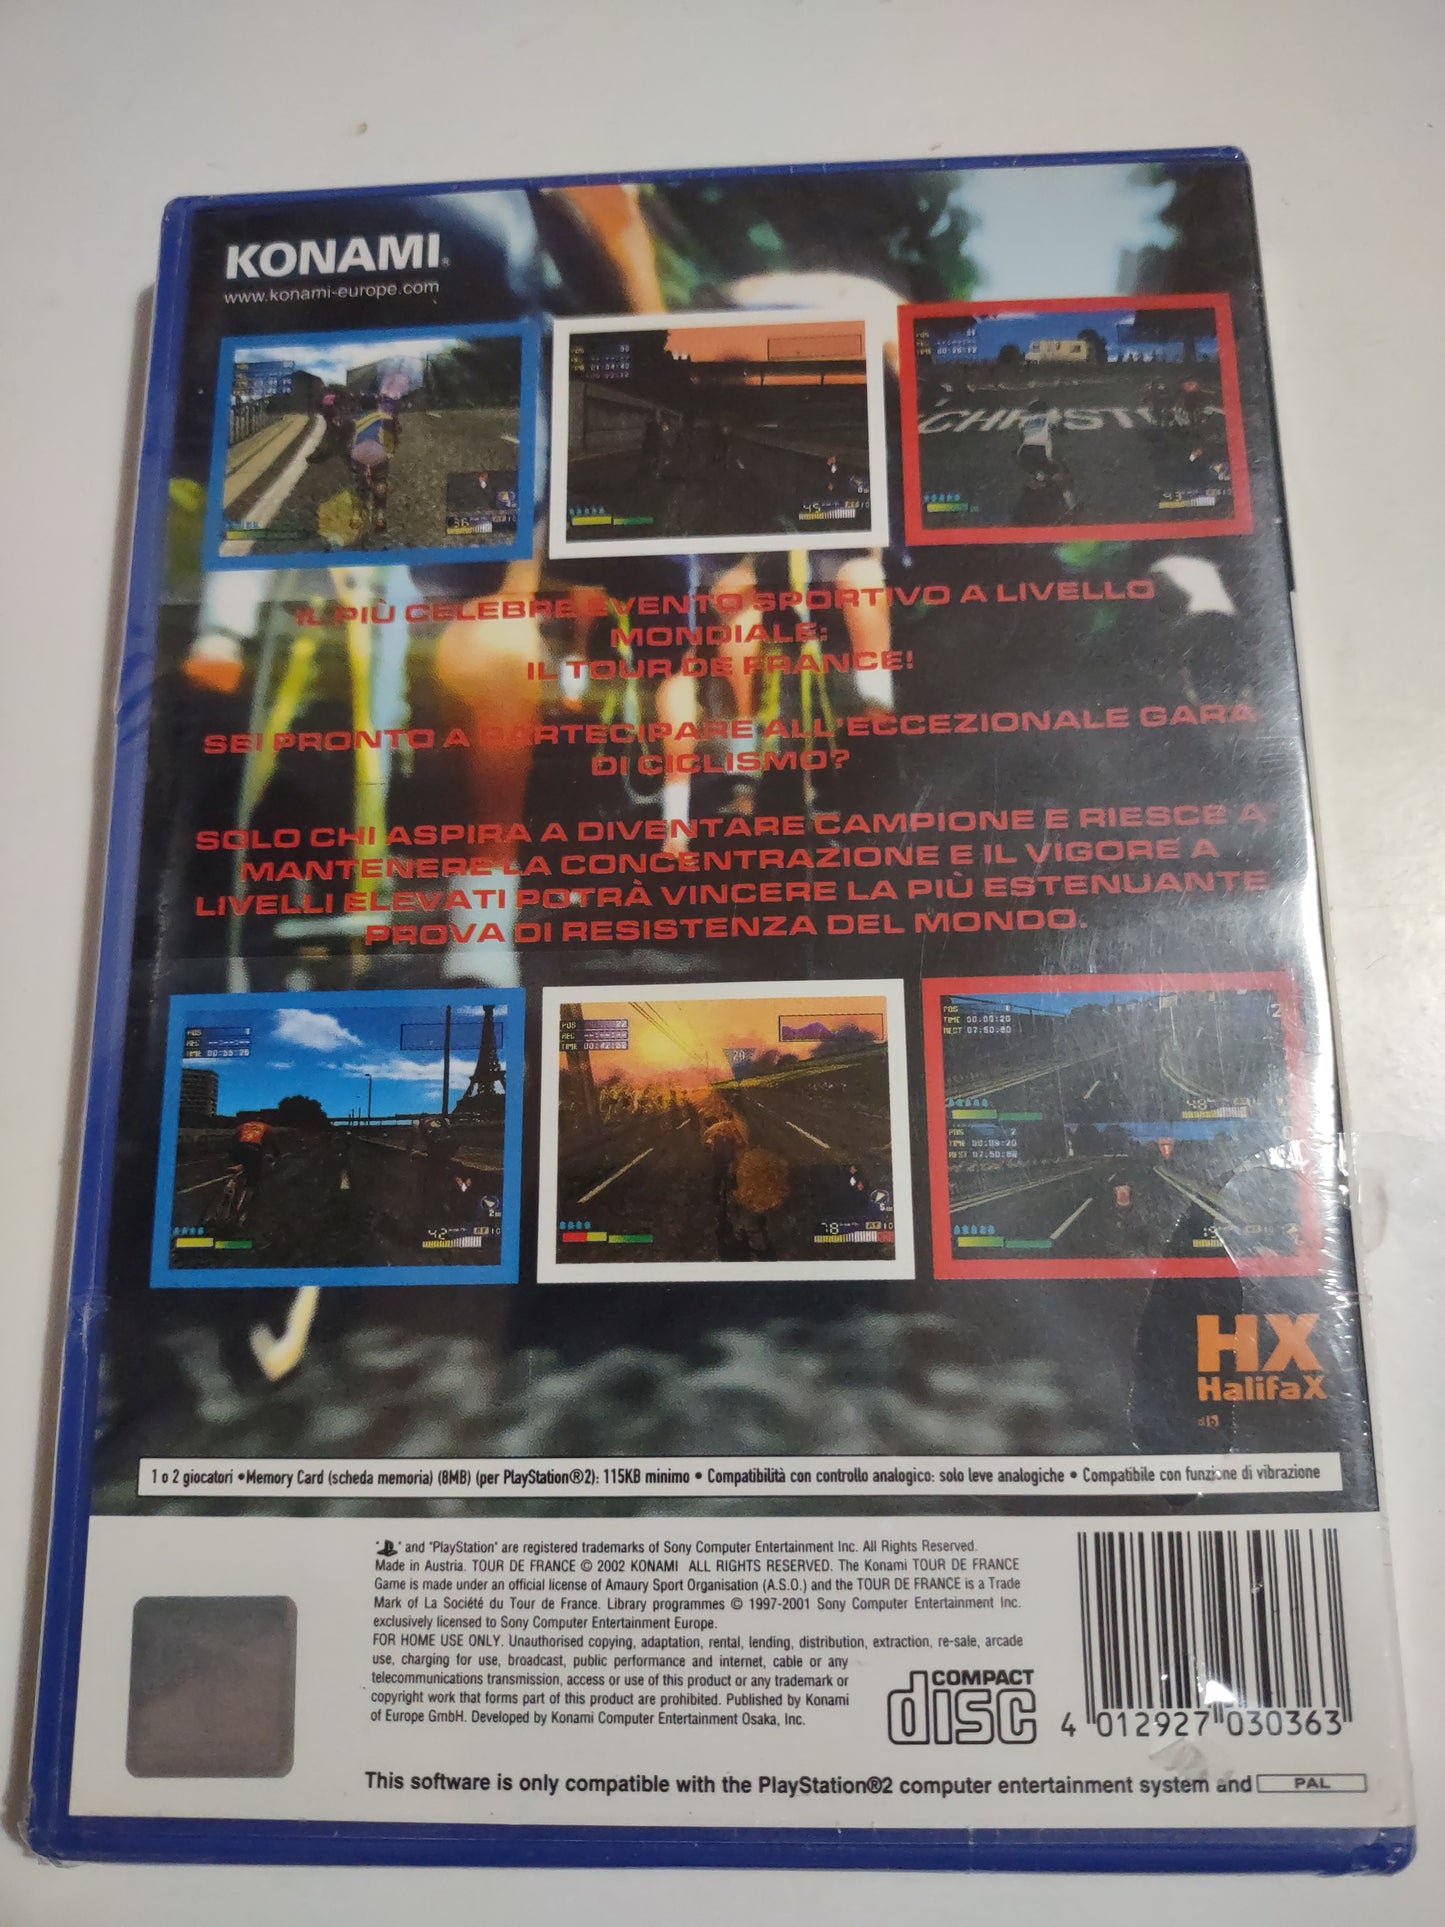 KONAMI®
www.konami-europe.com
CHRIST
IL PIÙ CELEBRE EVENTO SPORTIVO A LIVELLO
MONDIALE:
IL TOUR DE FRANCE!
SEI PRONTO A PARTECIPARE ALL'ECCEZIONALE GARA
DI CICLISMO?
SOLO CHI ASPIRA A DIVENTARE CAMPIONE E RIESCE A
MANTENERE LA CONCENTRAZIONE E IL VIGORE A
LIVELLI ELEVATI POTRÀ VINCERE LA PIÙ ESTENUANTE
PROVA DI RESISTENZA DEL MONDO.
HX
HalifaX
1 o 2 giocatori •Memory Card (scheda memoria) (8MB) (per PlayStation®2): 115KB minimo • Compatibilità con controllo analogico: solo leve analogiche • Compatibile con funzione di vibrazione
" " and "PlayStation" are registered trademarks of Sony Computer Entertainment Inc. All Rights Reserved.
Made in Austria. TOUR DE FRANCE © 2002 KONAMI ALL RIGHTS RESERVED. The Konami TOUR DE FRANCE
Game is made under an official license of Amaury Sport Organisation (A.S.O.) and the TOUR DE FRANCE is a Trade
Mark of La Société du Tour de France. Library programmes © 1997-2001 Sony Computer Entertainment Inc.
exclusively licensed to Sony Computer Entertainment Europe.
FOR HOME USE ONLY. Unauthorised copying, adaptation, rental, lending, distribution, extraction, re-sale, arcade
use, charging for use, broadcast, public performance and internet, cable or any
telecommunications transmission, access or use of this product or any trademark or
copyright work that forms part of this product are prohibited. Published by Konami
of Europe GmbH. Developed by Konami Computer Entertainment Osaka, Inc.
COMPACT
disc
4 012927 030363
This software is only compatible with the PlayStation®2 computer entertainment system and PAL